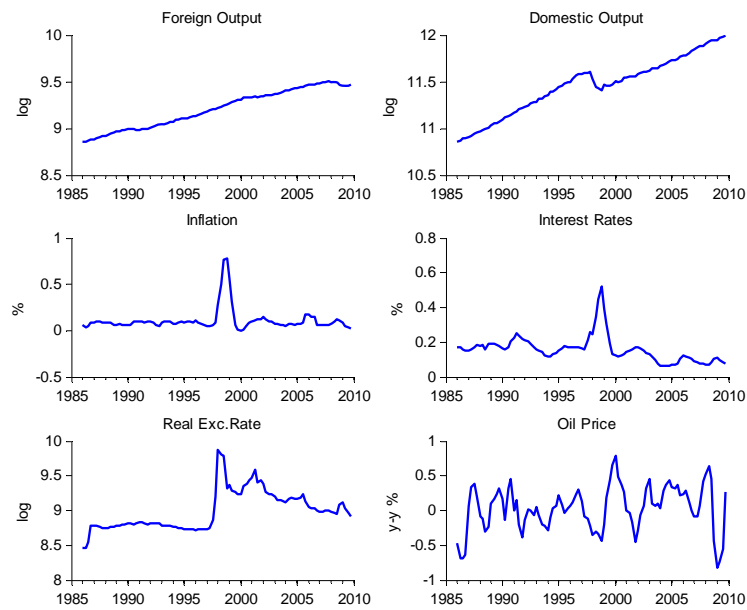 Foreign Output
10
9.5
9
8.5
log
1985 1990 1995 2000 2005 2010
Domestic Output
12
11.5
11
10.5
log
1985 1990 1995 2000 2005 2010
Inflation
1
0.5
0
-0.5
%
1985 1990 1995 2000 2005 2010
Interest Rates
0.8
0.6
0.4
0.2
0
%
1985 1990 1995 2000 2005 2010
Real Exc.Rate
10
9.5
9
8.5
8
log
1985 1990 1995 2000 2005 2010
Oil Price
1
0.5
0
-0.5
-1
y-y %
1985 1990 1995 2000 2005 2010